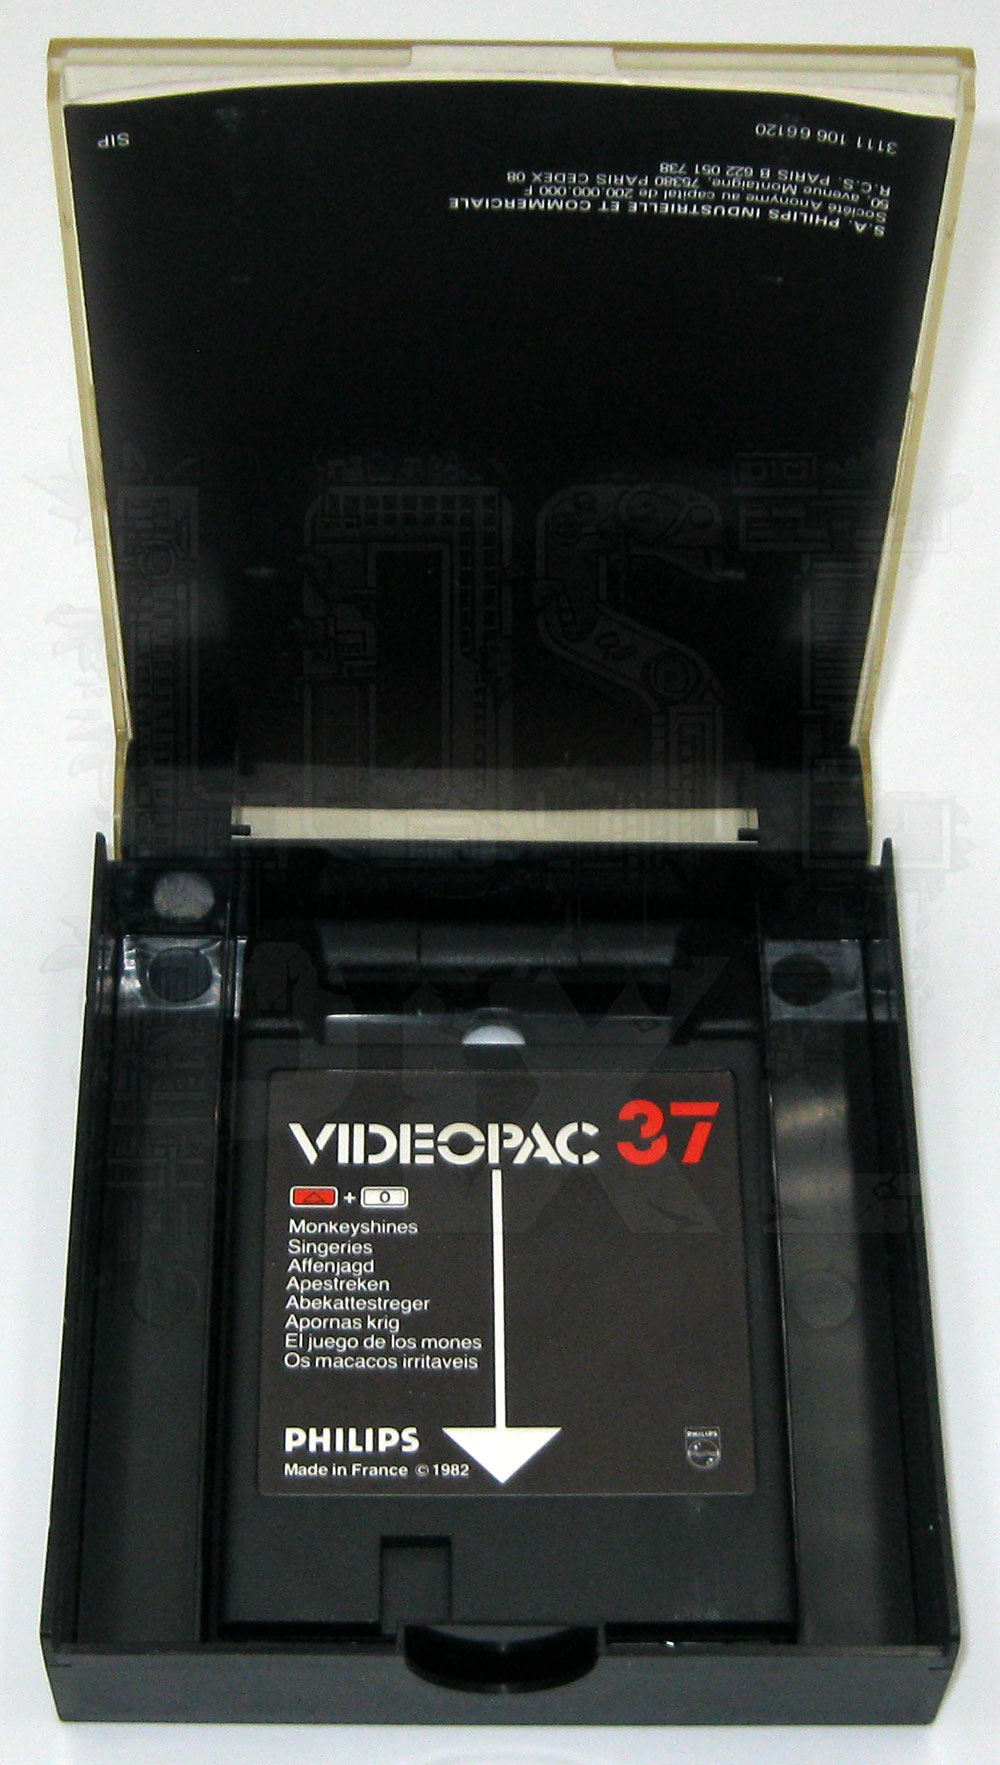 3111 106 66120
SIP
S.A. PHILIPS INDUSTRIELLE ET COMMERCIALE
Société Anonyme au capital de 200.000.000 F
50, avenue Montaigne, 75380 PARIS CEDEX 08
R.C.S. PARIS B 622 051 738
LOST
PIX
VIDEOPAC 37
+ 0
Monkeyshines
Singeries
Affenjagd
Apestreken
Abekattestreger
Apornas krig
El juego de los mones
Os macacos irritaveis
PHILIPS
Made in France © 1982
PHILIPS